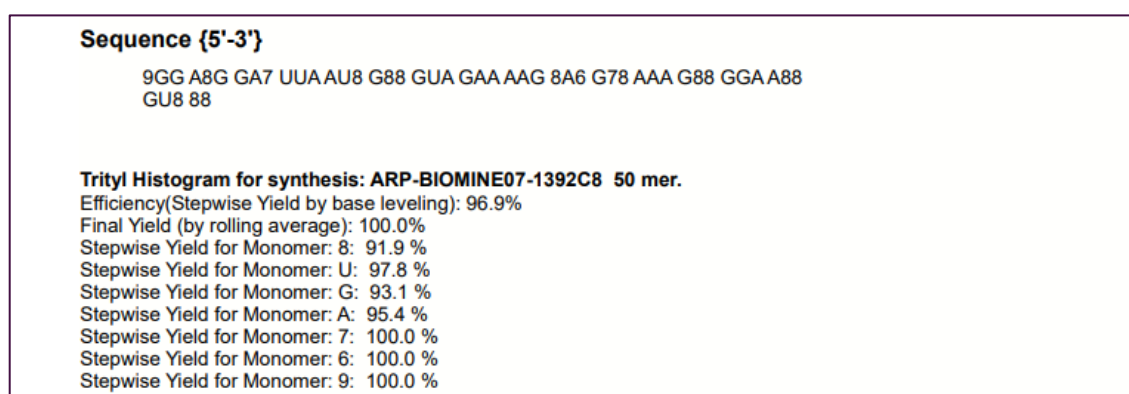 Sequence {5'-3'}
9GG A8G GA7 UUA AU8 G88 GUA GAA AAG 8A6 G78 AAA G88 GGA A88
GU8 88
Trityl Histogram for synthesis: ARP-BIOMINE07-1392C8 50 mer.
Efficiency(Stepwise Yield by base leveling): 96.9%
Final Yield (by rolling average): 100.0%
Stepwise Yield for Monomer: 8: 91.9 %
Stepwise Yield for Monomer: U: 97.8 %
Stepwise Yield for Monomer: G: 93.1 %
Stepwise Yield for Monomer: A: 95.4 %
Stepwise Yield for Monomer: 7: 100.0 %
Stepwise Yield for Monomer: 6: 100.0 %
Stepwise Yield for Monomer: 9: 100.0 %